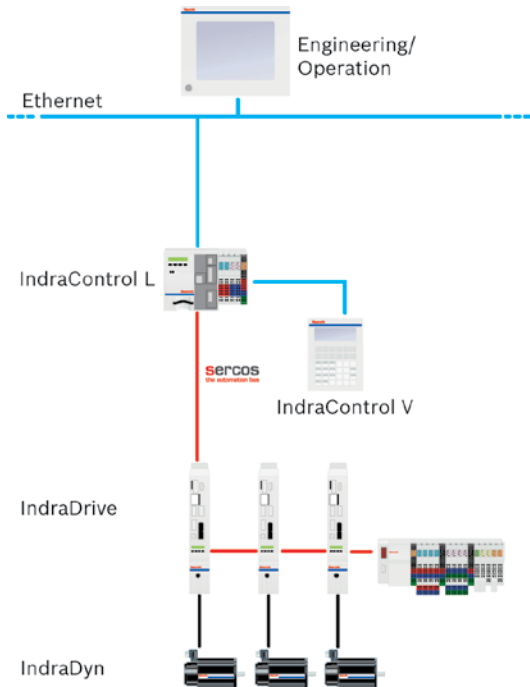 Engineering/
Operation
Ethernet
IndraControl L
sercos
the automation bus
IndraControl V
IndraDrive
IndraDyn